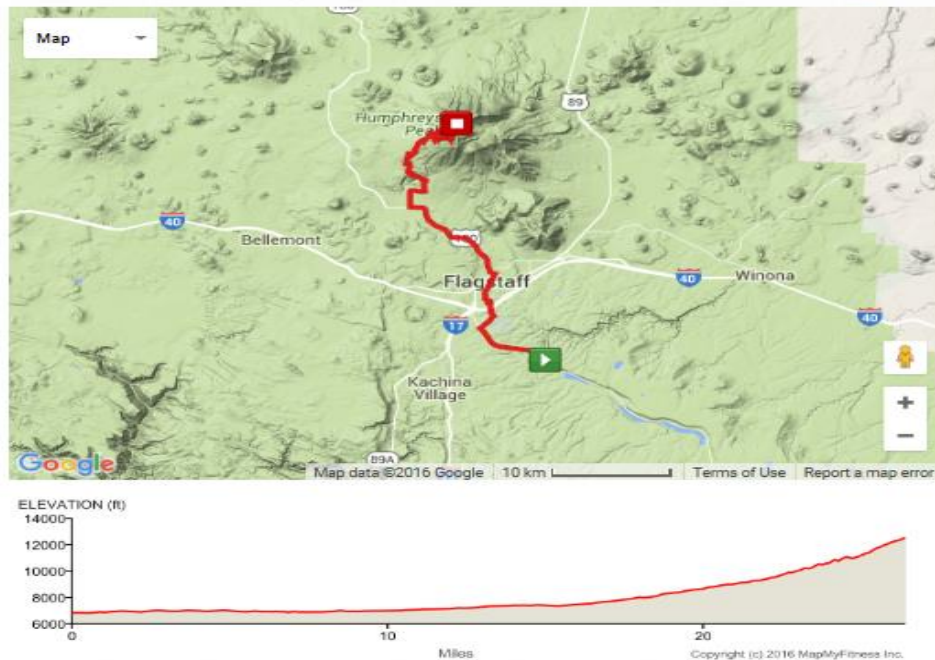 180
Map
89
Humphreys
Peak
40
180
Bellemont
Flagstaff
40
Winona
17
40
Kachina
Village
89A
Google
Map data ©2016 Google
10 km
Terms of Use
Report a map error
ELEVATION (ft)
14000
12000
10000
8000
6000
0
10
20
Miles
Copyright (c) 2016 MapMyFitness Inc.